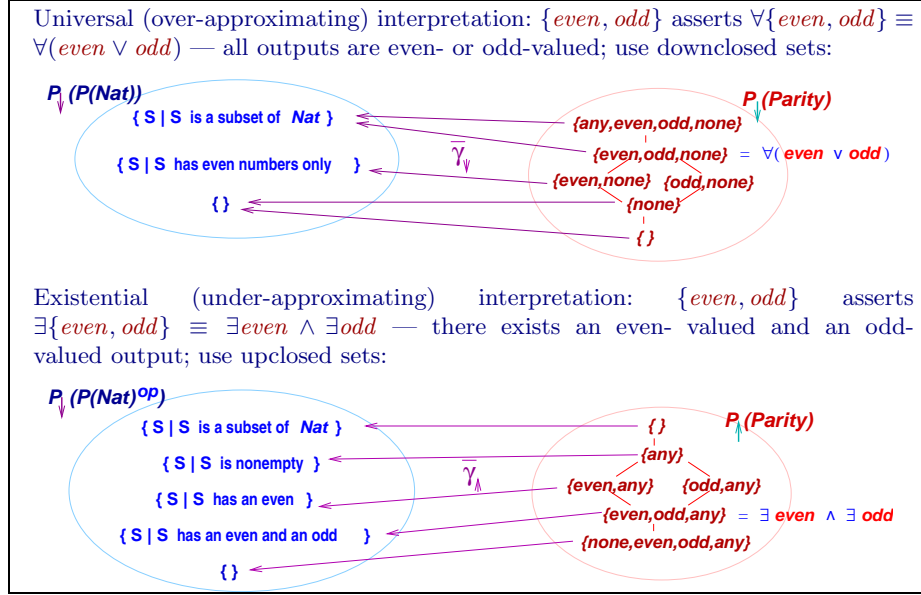 Universal (over-approximating) interpretation: {even, odd} asserts ∀{even, odd} ≡
∀(even ∨ odd) — all outputs are even- or odd-valued; use downclosed sets:
P↓(P(Nat))
P↓(Parity)
{ S | S is a subset of Nat }
{any,even,odd,none}
{even,odd,none} = ∀( even v odd )
γ̅↓
{ S | S has even numbers only }
{even,none} {odd,none}
{ }
{none}
{ }
Existential (under-approximating) interpretation: {even, odd} asserts
∃{even, odd} ≡ ∃even ∧ ∃odd — there exists an even- valued and an odd-
valued output; use upclosed sets:
P↓(P(Nat)op)
P↑(Parity)
{ S | S is a subset of Nat }
{ }
{ S | S is nonempty }
{any}
γ̅↑
{ S | S has an even }
{even,any} {odd,any}
{ S | S has an even and an odd }
{even,odd,any} = ∃ even ∧ ∃ odd
{none,even,odd,any}
{ }